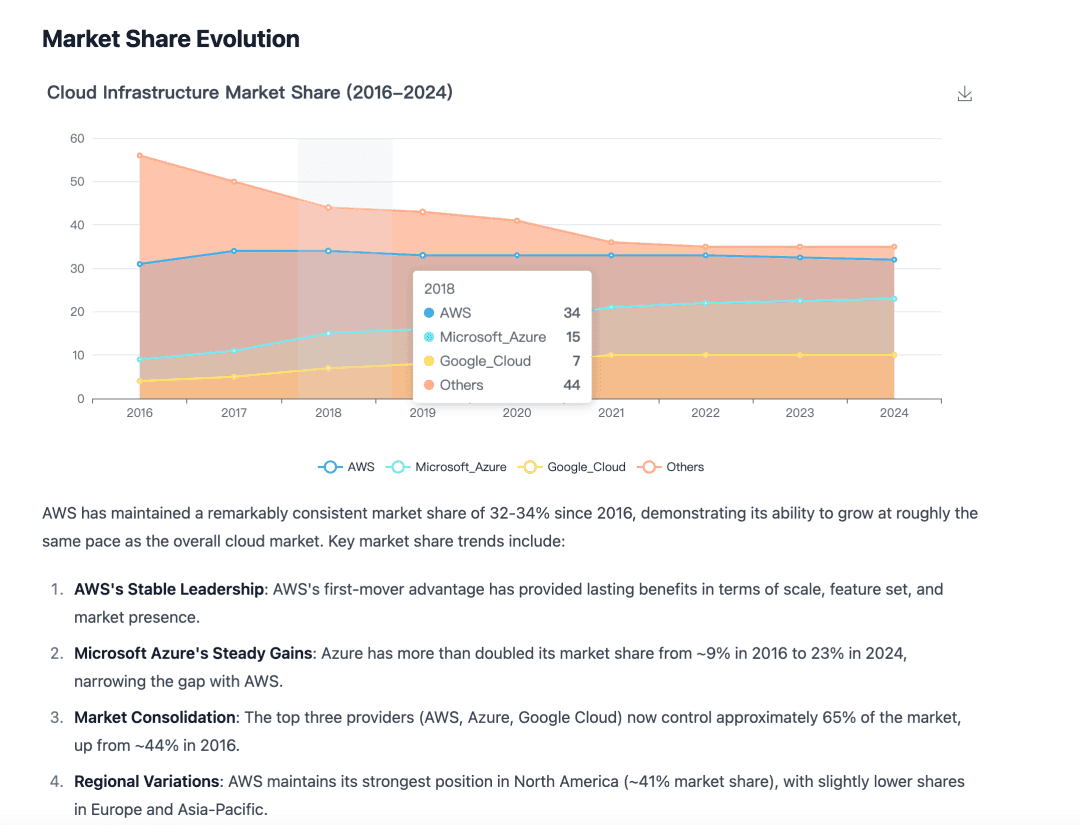 Market Share Evolution
Cloud Infrastructure Market Share (2016–2024)
60
50
40
30
20
10
0
2018
AWS 34
Microsoft_Azure 15
Google_Cloud 7
Others 44
2016 2017 2018 2019 2020 2021 2022 2023 2024
AWS Microsoft_Azure Google_Cloud Others
AWS has maintained a remarkably consistent market share of 32-34% since 2016, demonstrating its ability to grow at roughly the
same pace as the overall cloud market. Key market share trends include:
1. AWS's Stable Leadership: AWS's first-mover advantage has provided lasting benefits in terms of scale, feature set, and
market presence.
2. Microsoft Azure's Steady Gains: Azure has more than doubled its market share from ~9% in 2016 to 23% in 2024,
narrowing the gap with AWS.
3. Market Consolidation: The top three providers (AWS, Azure, Google Cloud) now control approximately 65% of the market,
up from ~44% in 2016.
4. Regional Variations: AWS maintains its strongest position in North America (~41% market share), with slightly lower shares
in Europe and Asia-Pacific.